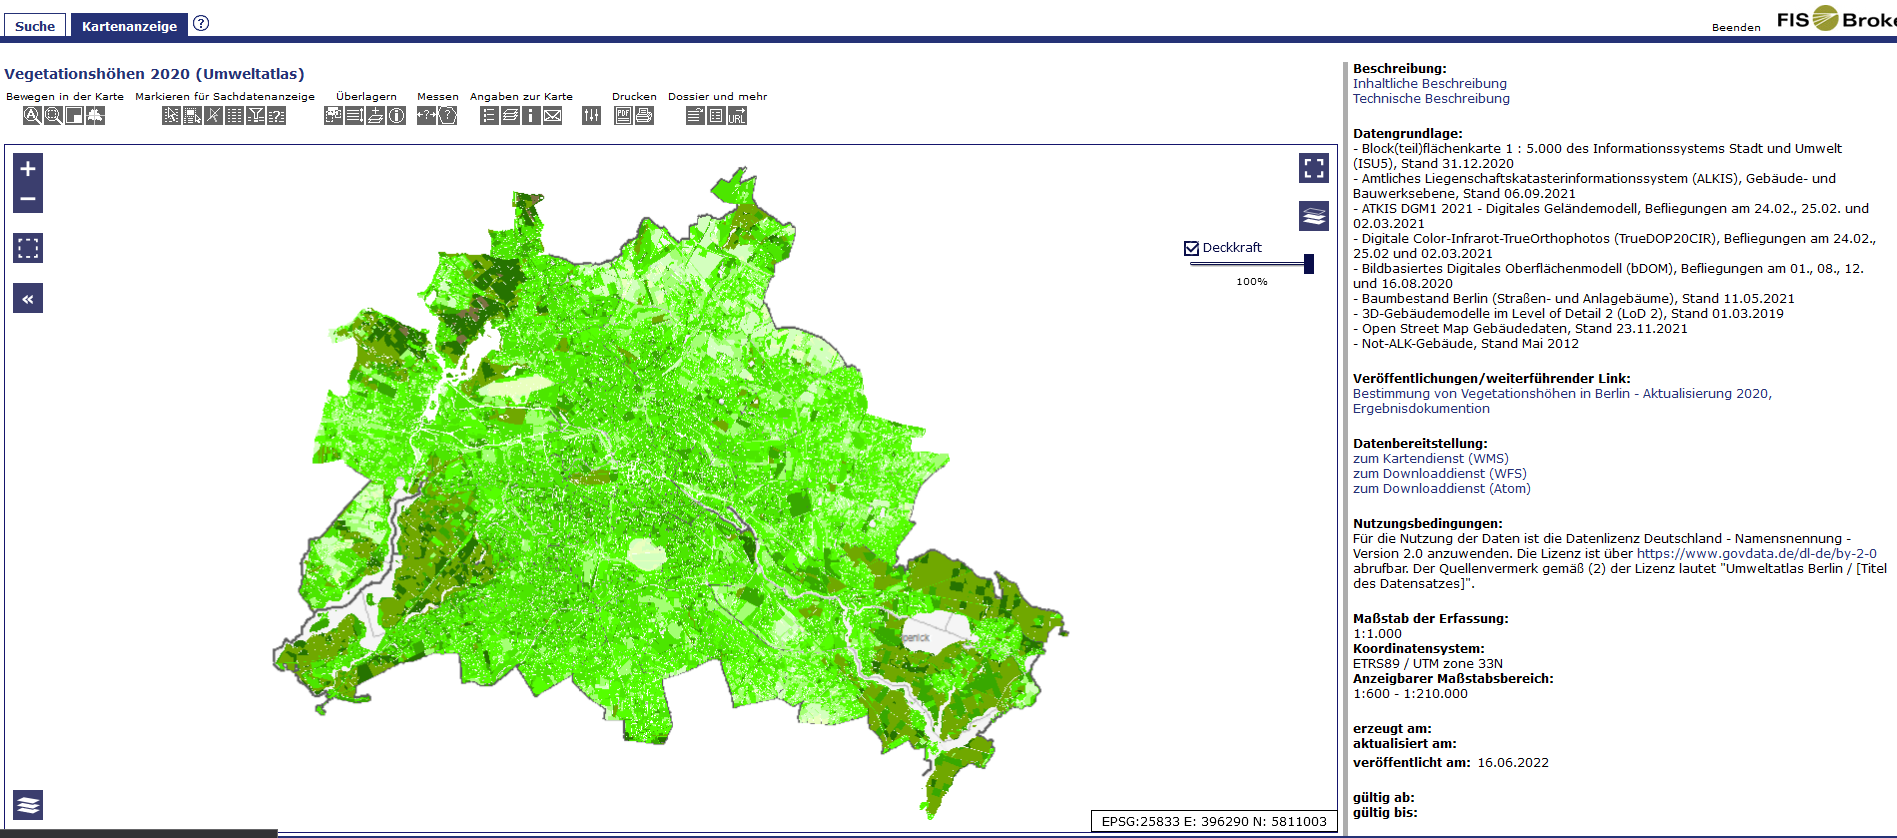 Suche
Kartenanzeige
?
Beenden
FIS Broke
Vegetationshöhen 2020 (Umweltatlas)
Bewegen in der Karte Markieren für Sachdatenanzeige Überlagern Messen Angaben zur Karte Drucken Dossier und mehr
PDF
URL
Deckkraft
100%
EPSG:25833 E: 396290 N: 5811003
Beschreibung:
Inhaltliche Beschreibung
Technische Beschreibung
Datengrundlage:
- Block(teil)flächenkarte 1 : 5.000 des Informationssystems Stadt und Umwelt
(ISU5), Stand 31.12.2020
- Amtliches Liegenschaftskatasterinformationssystem (ALKIS), Gebäude- und
Bauwerksebene, Stand 06.09.2021
- ATKIS DGM1 2021 - Digitales Geländemodell, Befliegungen am 24.02., 25.02. und
02.03.2021
- Digitale Color-Infrarot-TrueOrthophotos (TrueDOP20CIR), Befliegungen am 24.02.,
25.02 und 02.03.2021
- Bildbasiertes Digitales Oberflächenmodell (bDOM), Befliegungen am 01., 08., 12.
und 16.08.2020
- Baumbestand Berlin (Straßen- und Anlagebäume), Stand 11.05.2021
- 3D-Gebäudemodelle im Level of Detail 2 (LoD 2), Stand 01.03.2019
- Open Street Map Gebäudedaten, Stand 23.11.2021
- Not-ALK-Gebäude, Stand Mai 2012
Veröffentlichungen/weiterführender Link:
Bestimmung von Vegetationshöhen in Berlin - Aktualisierung 2020,
Ergebnisdokumention
Datenbereitstellung:
zum Kartendienst (WMS)
zum Downloaddienst (WFS)
zum Downloaddienst (Atom)
Nutzungsbedingungen:
Für die Nutzung der Daten ist die Datenlizenz Deutschland - Namensnennung -
Version 2.0 anzuwenden. Die Lizenz ist über https://www.govdata.de/dl-de/by-2-0
abrufbar. Der Quellenvermerk gemäß (2) der Lizenz lautet "Umweltatlas Berlin / [Titel
des Datensatzes]".
Maßstab der Erfassung:
1:1.000
Koordinatensystem:
ETRS89 / UTM zone 33N
Anzeigbarer Maßstabsbereich:
1:600 - 1:210.000
erzeugt am:
aktualisiert am:
veröffentlicht am: 16.06.2022
gültig ab:
gültig bis: